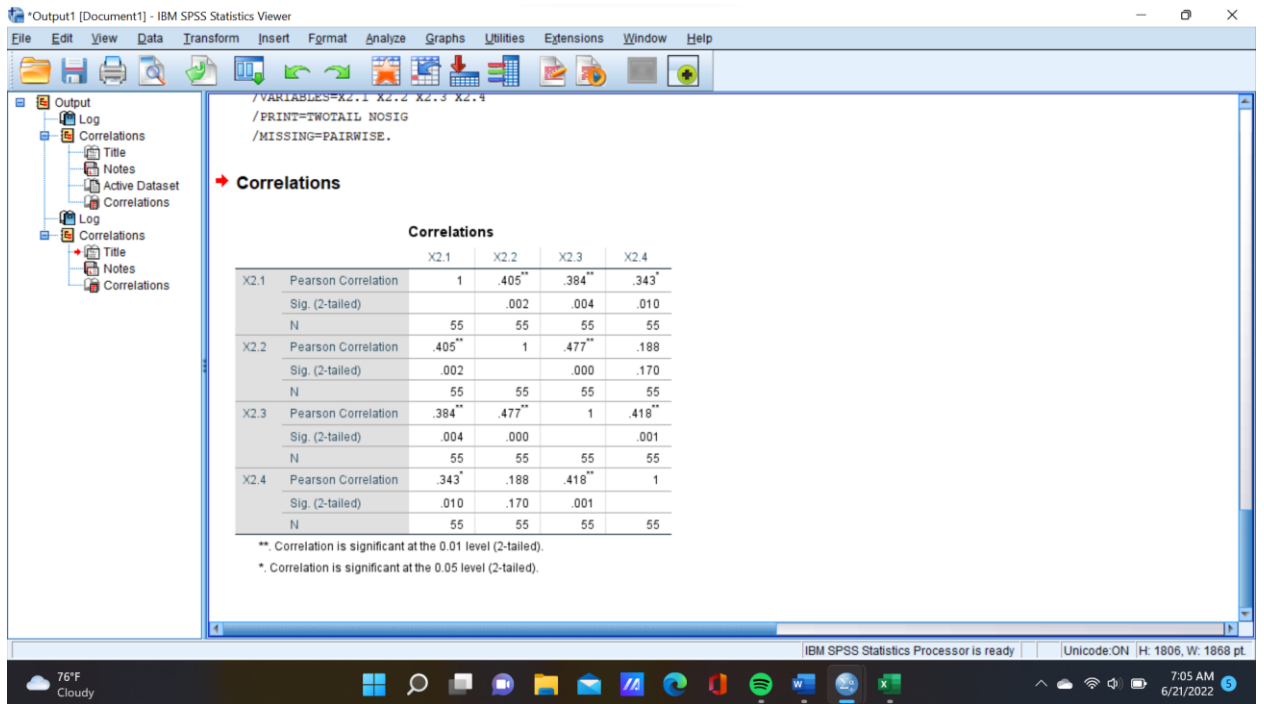 *Output1 [Document1] - IBM SPSS Statistics Viewer
File Edit View Data Transform Insert Format Analyze Graphs Utilities Extensions Window Help
Output
Log
Correlations
Title
Notes
Active Dataset
Correlations
Log
Correlations
Title
Notes
Correlations
/VARIABLES=X2.1 X2.2 X2.3 X2.4
/PRINT=TWOTAIL NOSIG
/MISSING=PAIRWISE.
Correlations
Correlations
X2.1 X2.2 X2.3 X2.4
X2.1 Pearson Correlation 1 .405** .384** .343*
Sig. (2-tailed) .002 .004 .010
N 55 55 55 55
X2.2 Pearson Correlation .405** 1 .477** .188
Sig. (2-tailed) .002 .000 .170
N 55 55 55 55
X2.3 Pearson Correlation .384** .477** 1 .418**
Sig. (2-tailed) .004 .000 .001
N 55 55 55 55
X2.4 Pearson Correlation .343* .188 .418** 1
Sig. (2-tailed) .010 .170 .001
N 55 55 55 55
**. Correlation is significant at the 0.01 level (2-tailed).
*. Correlation is significant at the 0.05 level (2-tailed).
IBM SPSS Statistics Processor is ready Unicode:ON H: 1806, W: 1868 pt.
76°F
Cloudy
7:05 AM
6/21/2022 5